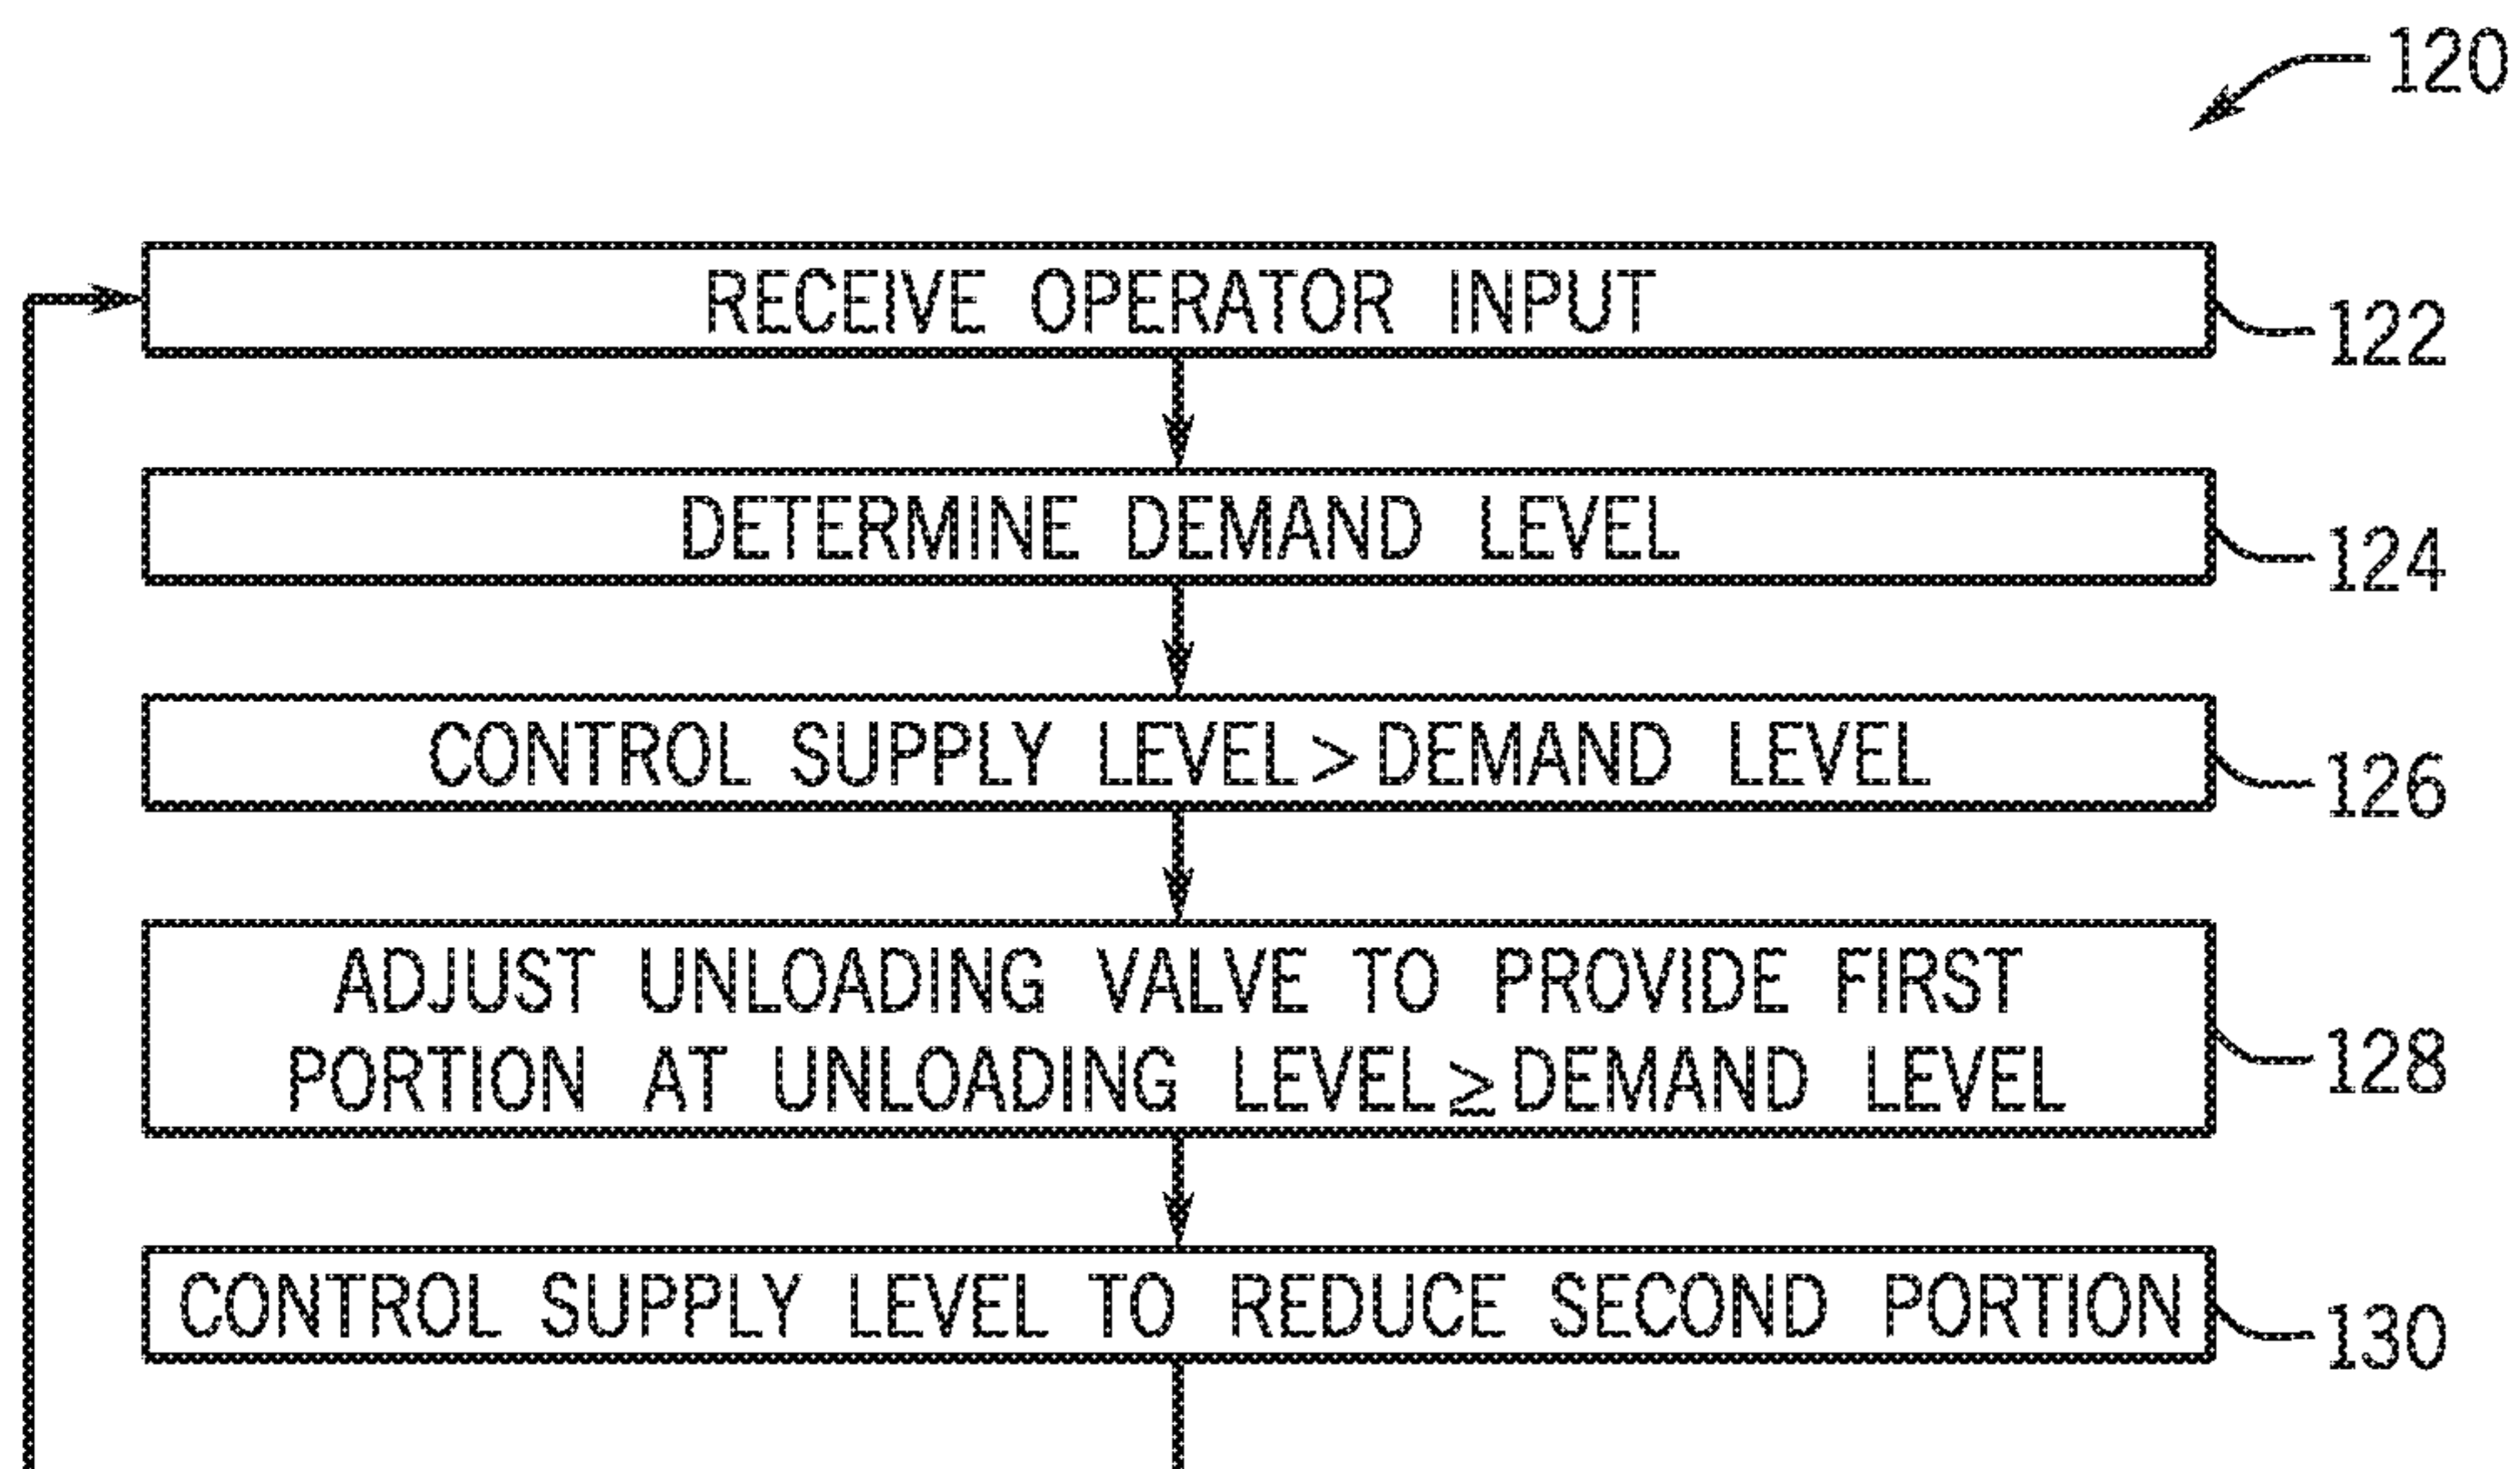 120
RECEIVE OPERATOR INPUT
122
DETERMINE DEMAND LEVEL
124
CONTROL SUPPLY LEVEL > DEMAND LEVEL
126
ADJUST UNLOADING VALVE TO PROVIDE FIRST
PORTION AT UNLOADING LEVEL ≥ DEMAND LEVEL
128
CONTROL SUPPLY LEVEL TO REDUCE SECOND PORTION
130